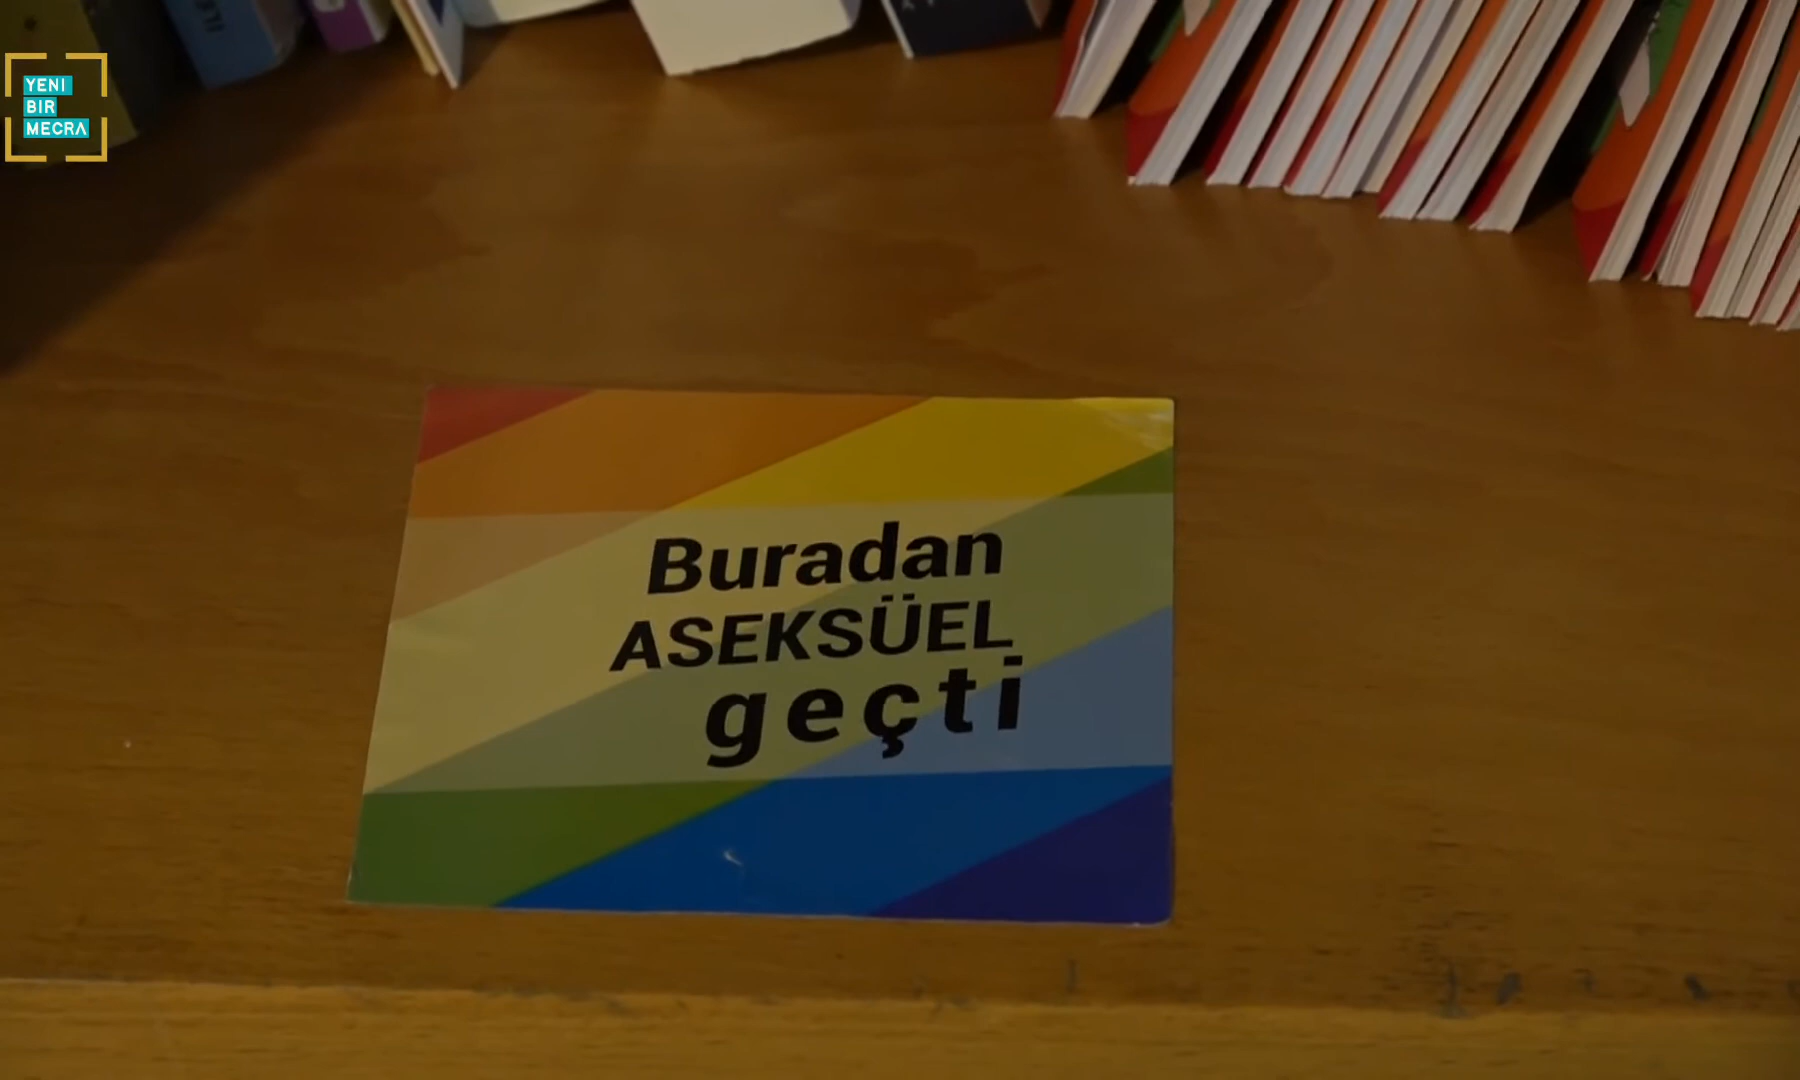 YENI
BIR
MECRA
Buradan
ASEKSÜEL
geçti